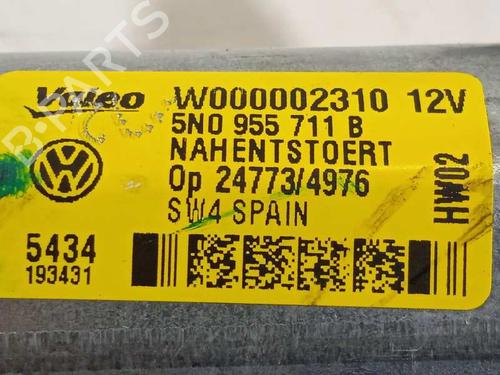 Valeo W000002310 12V
5N0 955 711 B
NAHENTSTOERT
Op 24773/4976
SW4 SPAIN
HW02
5434
193431
B-PARTS